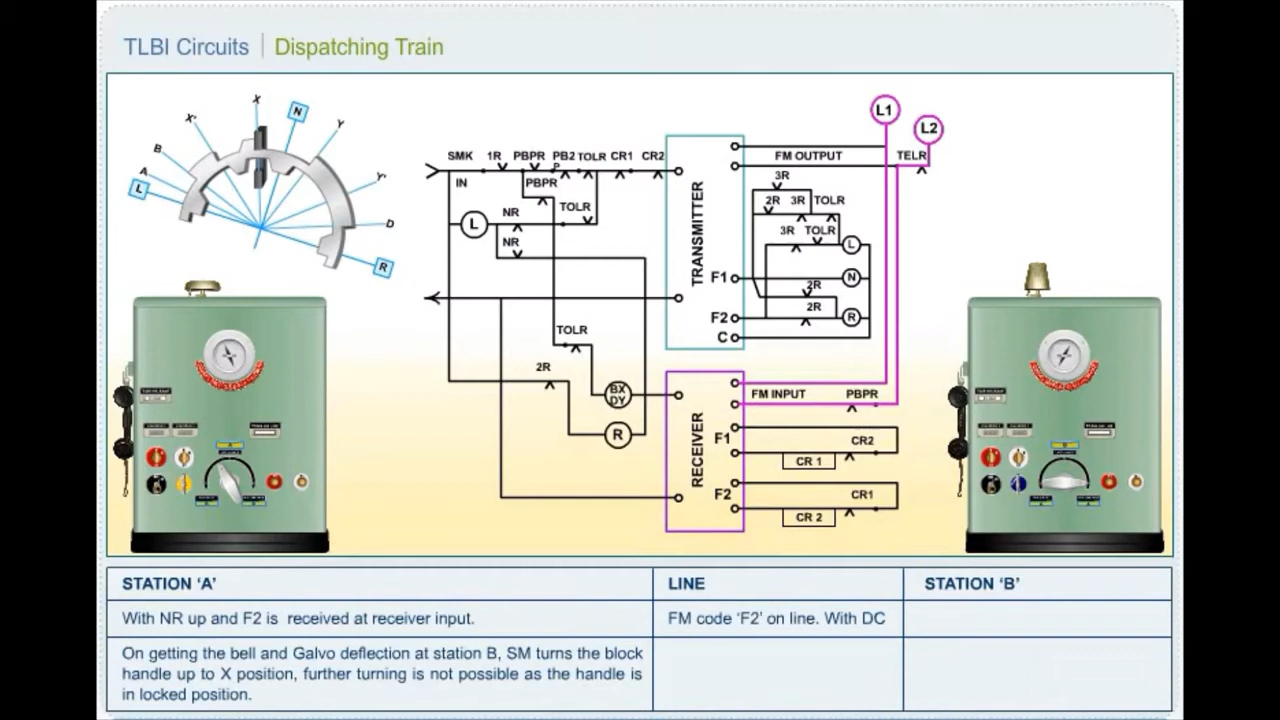 TLBI Circuits | Dispatching Train
X
N
X'
Y
B
A
Y'
L
D
R
L1
L2
SMK 1R PBPR PB2 TOLR CR1 CR2
P
FM OUTPUT
TELR
IN
PBPR
3R
TOLR
2R 3R TOLR
L
NR
3R TOLR
L
NR
TRANSMITTER
F1
N
2R
2R
F2
R
C
TOLR
2R
BX
DY
FM INPUT
PBPR
R
RECEIVER
F1
CR2
CR 1
F2
CR1
CR 2
STATION ‘A’
LINE
STATION ‘B’
With NR up and F2 is received at receiver input.
FM code ‘F2’ on line. With DC
On getting the bell and Galvo deflection at station B, SM turns the block
handle up to X position, further turning is not possible as the handle is
in locked position.